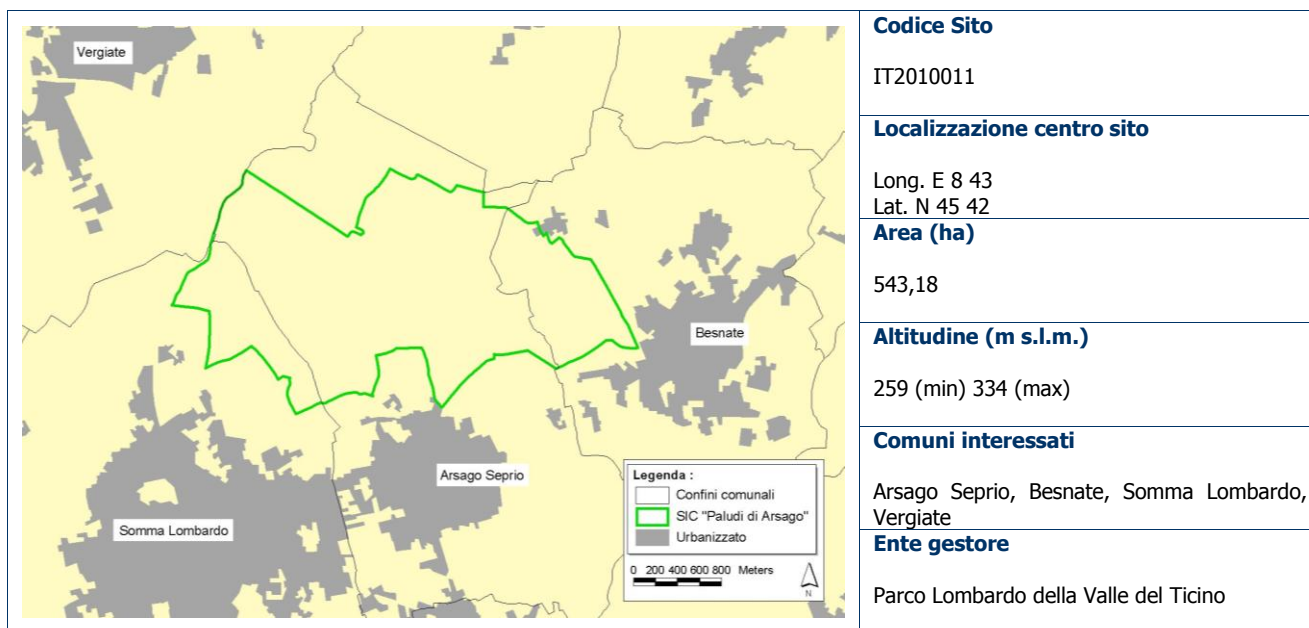 Vergiate
Besnate
Arsago Seprio
Somma Lombardo
Legenda :
Confini comunali
SIC "Paludi di Arsago"
Urbanizzato
0 200 400 600 800 Meters
N
Codice Sito
IT2010011
Localizzazione centro sito
Long. E 8 43
Lat. N 45 42
Area (ha)
543,18
Altitudine (m s.l.m.)
259 (min) 334 (max)
Comuni interessati
Arsago Seprio, Besnate, Somma Lombardo,
Vergiate
Ente gestore
Parco Lombardo della Valle del Ticino